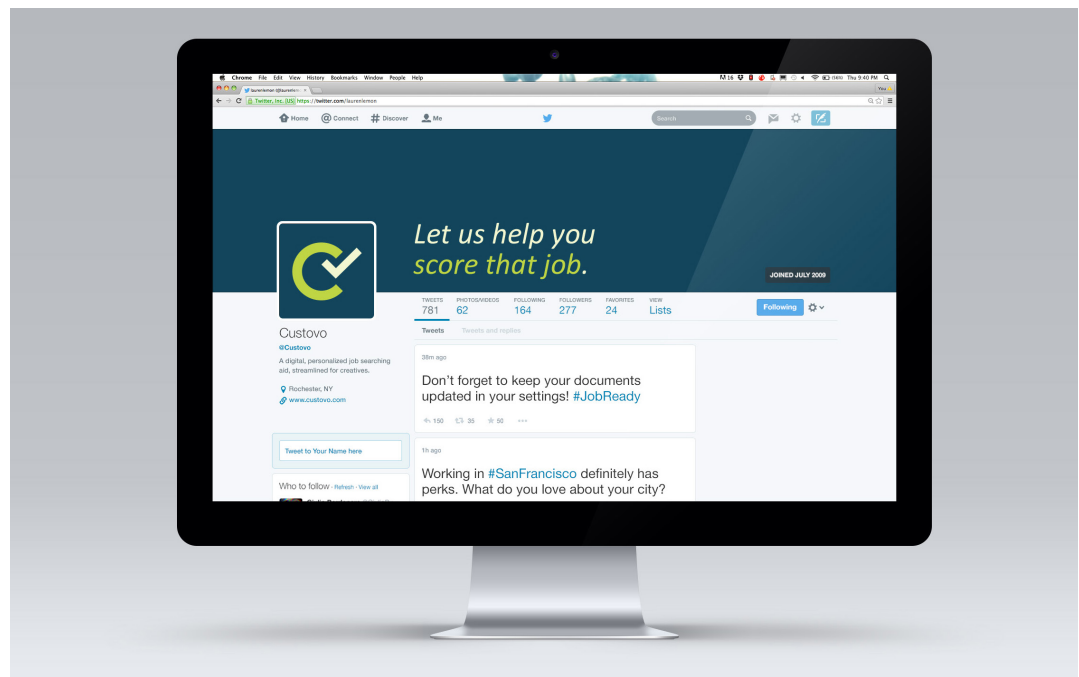 Chrome File Edit View History Bookmarks Window People Help
Thu 9:40 PM
You
Twitter, Inc. [US] https://twitter.com/laurenlemon
Home @ Connect # Discover Me
Search
Let us help you
score that job.
JOINED JULY 2009
TWEETS PHOTOS/VIDEOS FOLLOWING FOLLOWERS FAVORITES VIEW
781 62 164 277 24 Lists
Following
Custovo
@Custovo
A digital, personalized job searching
aid, streamlined for creatives.
Rochester, NY
www.custovo.com
Tweet to Your Name here
Who to follow · Refresh · View all
Tweets Tweets and replies
38m ago
Don't forget to keep your documents
updated in your settings! #JobReady
150 35 50
1h ago
Working in #SanFrancisco definitely has
perks. What do you love about your city?